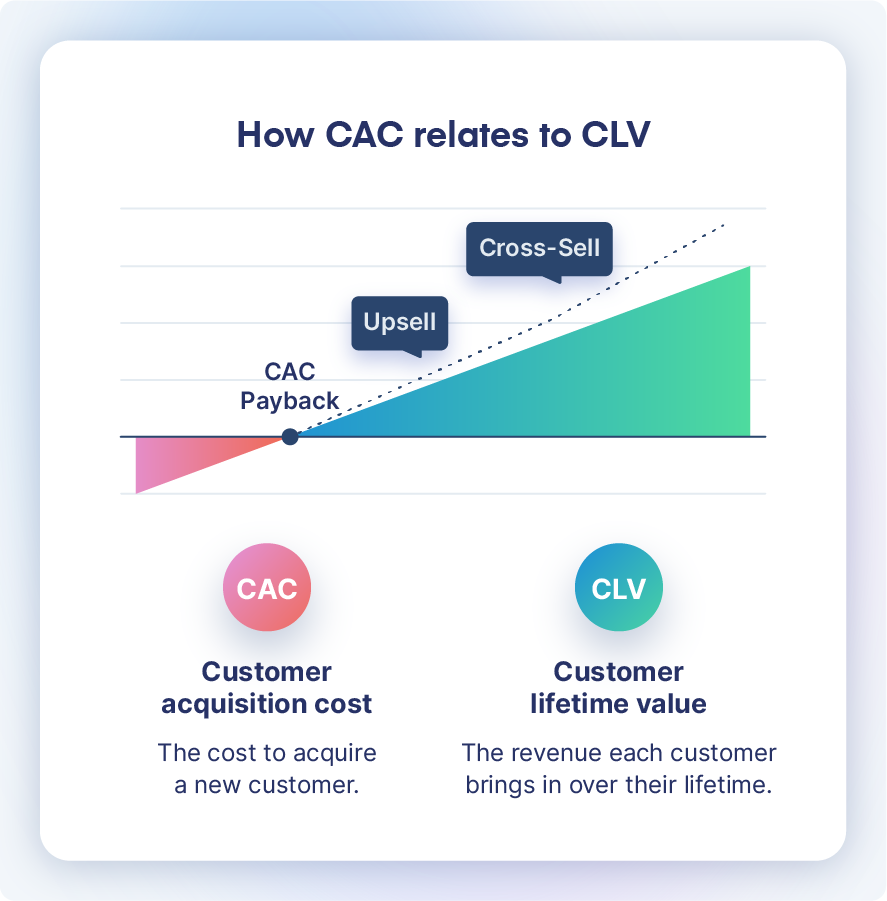 How CAC relates to CLV
Cross-Sell
Upsell
CAC
Payback
CAC
Customer
acquisition cost
The cost to acquire
a new customer.
CLV
Customer
lifetime value
The revenue each customer
brings in over their lifetime.